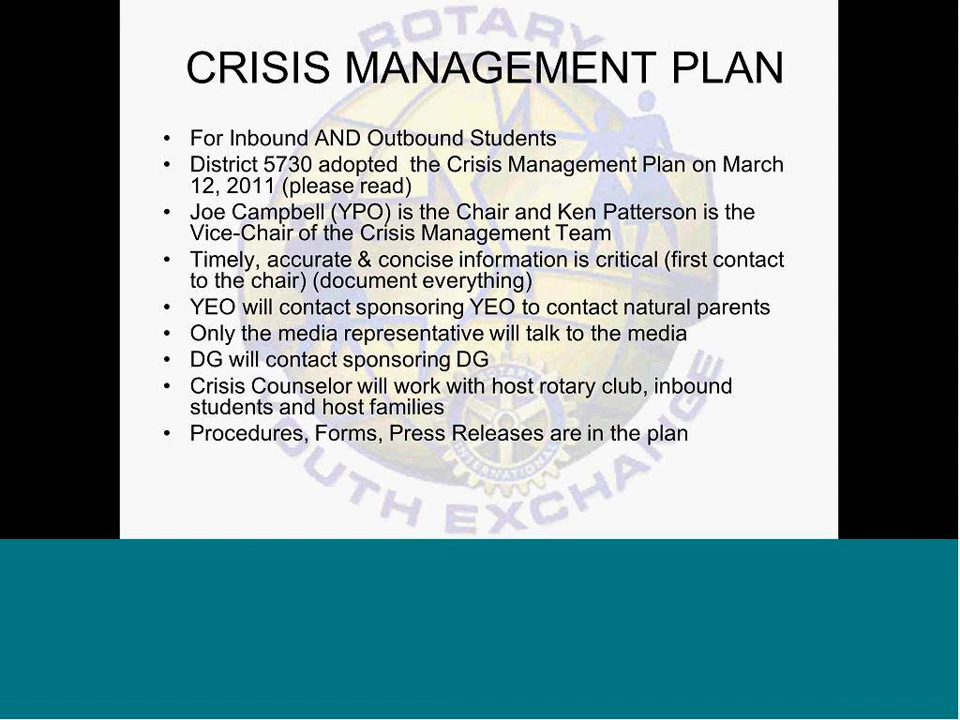 ROTARY
CRISIS MANAGEMENT PLAN
• For Inbound AND Outbound Students
• District 5730 adopted  the Crisis Management Plan on March
12, 2011 (please read)
• Joe Campbell (YPO) is the Chair and Ken Patterson is the
Vice-Chair of the Crisis Management Team
• Timely, accurate & concise information is critical (first contact
to the chair) (document everything)
• YEO will contact sponsoring YEO to contact natural parents
• Only the media representative will talk to the media
• DG will contact sponsoring DG
• Crisis Counselor will work with host rotary club, inbound
students and host families
• Procedures, Forms, Press Releases are in the plan
ROTARY
INTERNATIONAL
OUTH EXCHANGE